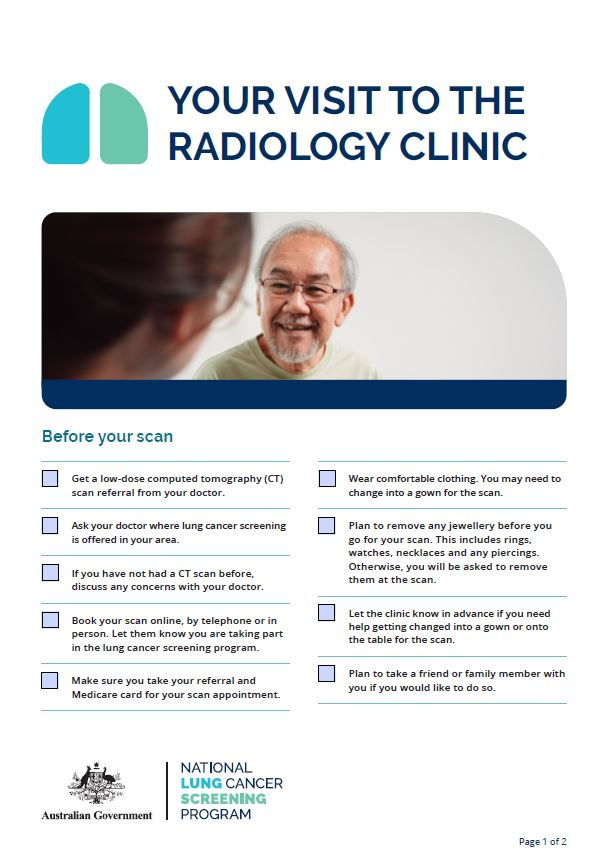 YOUR VISIT TO THE
RADIOLOGY CLINIC
Before your scan
Get a low-dose computed tomography (CT)
scan referral from your doctor.
Ask your doctor where lung cancer screening
is offered in your area.
If you have not had a CT scan before,
discuss any concerns with your doctor.
Book your scan online, by telephone or in
person. Let them know you are taking part
in the lung cancer screening program.
Make sure you take your referral and
Medicare card for your scan appointment.
Wear comfortable clothing. You may need to
change into a gown for the scan.
Plan to remove any jewellery before you
go for your scan. This includes rings,
watches, necklaces and any piercings.
Otherwise, you will be asked to remove
them at the scan.
Let the clinic know in advance if you need
help getting changed into a gown or onto
the table for the scan.
Plan to take a friend or family member with
you if you would like to do so.
Australian Government
NATIONAL
LUNG CANCER
SCREENING
PROGRAM
Page 1 of 2